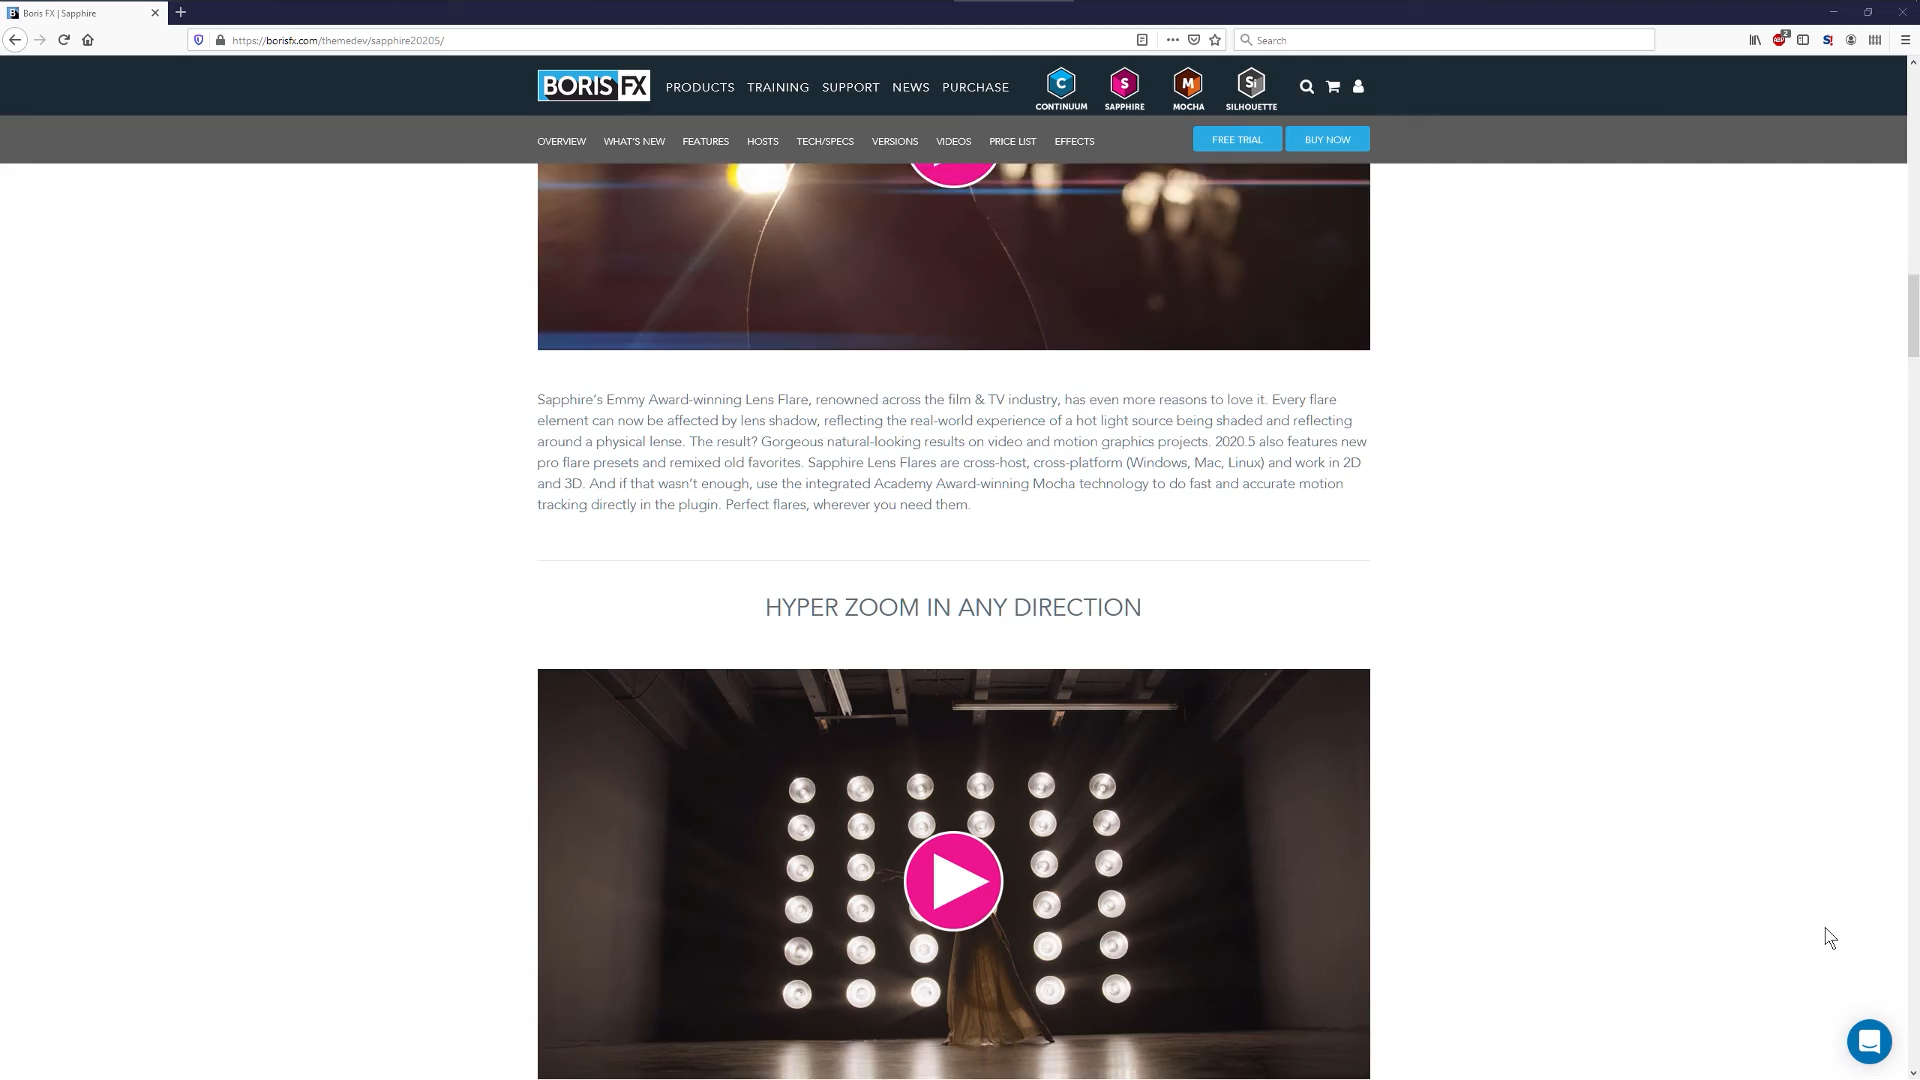 Boris FX | Sapphire
https://borisfx.com/themedev/sapphire20205/
Search
2
BORIS FX
PRODUCTS
TRAINING
SUPPORT
NEWS
PURCHASE
C
CONTINUUM
S
SAPPHIRE
M
MOCHA
Si
SILHOUETTE
OVERVIEW
WHAT'S NEW
FEATURES
HOSTS
TECH/SPECS
VERSIONS
VIDEOS
PRICE LIST
EFFECTS
FREE TRIAL
BUY NOW
Sapphire's Emmy Award-winning Lens Flare, renowned across the film & TV industry, has even more reasons to love it. Every flare
element can now be affected by lens shadow, reflecting the real-world experience of a hot light source being shaded and reflecting
around a physical lense. The result? Gorgeous natural-looking results on video and motion graphics projects. 2020.5 also features new
pro flare presets and remixed old favorites. Sapphire Lens Flares are cross-host, cross-platform (Windows, Mac, Linux) and work in 2D
and 3D. And if that wasn't enough, use the integrated Academy Award-winning Mocha technology to do fast and accurate motion
tracking directly in the plugin. Perfect flares, wherever you need them.
HYPER ZOOM IN ANY DIRECTION